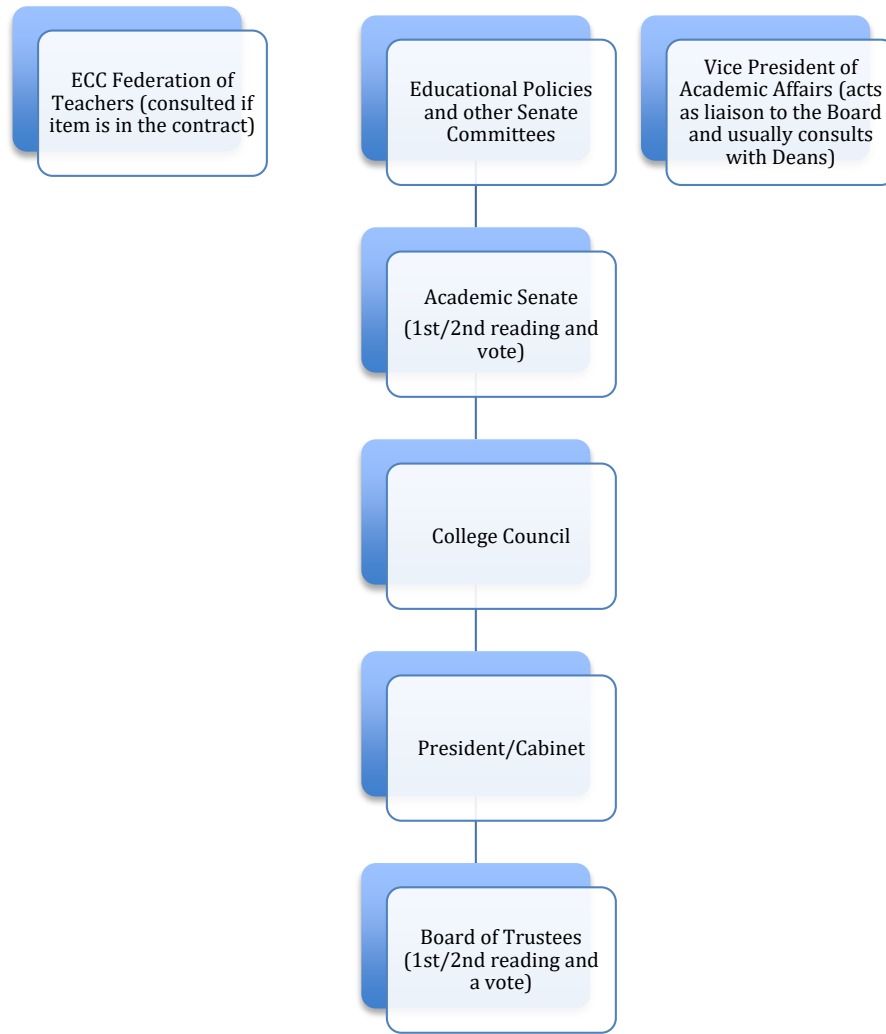 ECC Federation of
Teachers (consulted if
item is in the contract)
Educational Policies
and other Senate
Committees
Vice President of
Academic Affairs (acts
as liaison to the Board
and usually consults
with Deans)
Academic Senate
(1st/2nd reading and
vote)
College Council
President/Cabinet
Board of Trustees
(1st/2nd reading and
a vote)